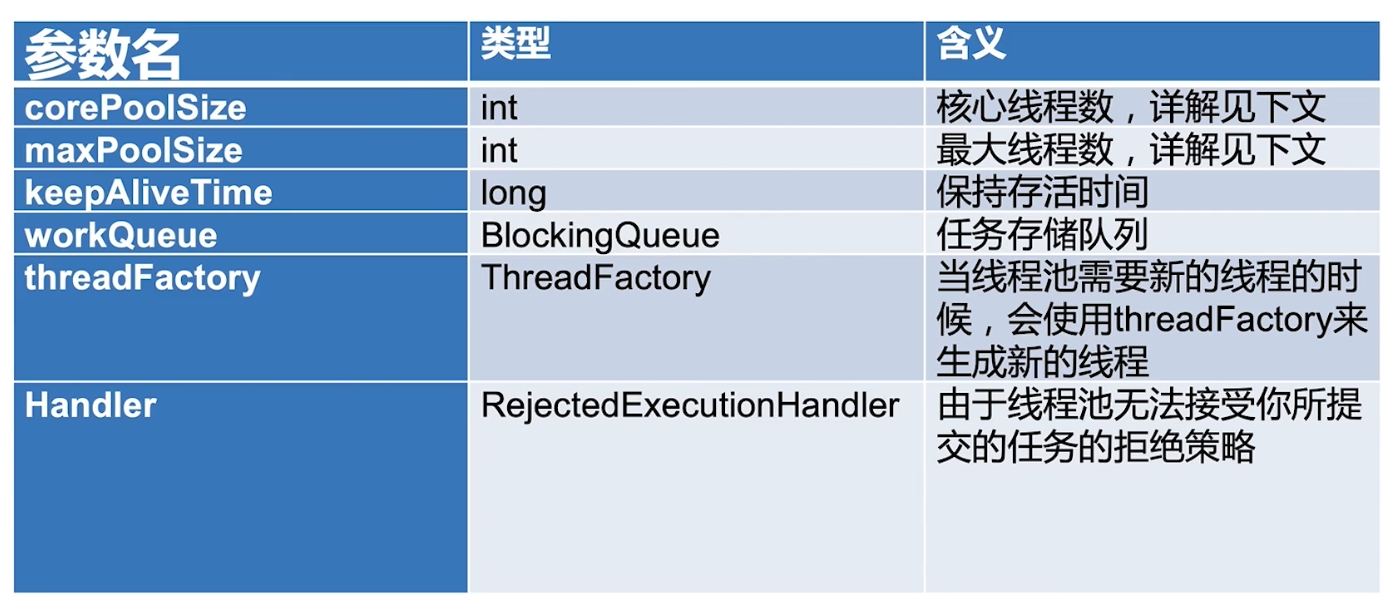 参数名 类型 含义
corePoolSize int 核心线程数，详解见下文
maxPoolSize int 最大线程数，详解见下文
keepAliveTime long 保持存活时间
workQueue BlockingQueue 任务存储队列
threadFactory ThreadFactory 当线程池需要新的线程的时
候，会使用threadFactory来
生成新的线程
Handler RejectedExecutionHandler 由于线程池无法接受你所提
交的任务的拒绝策略